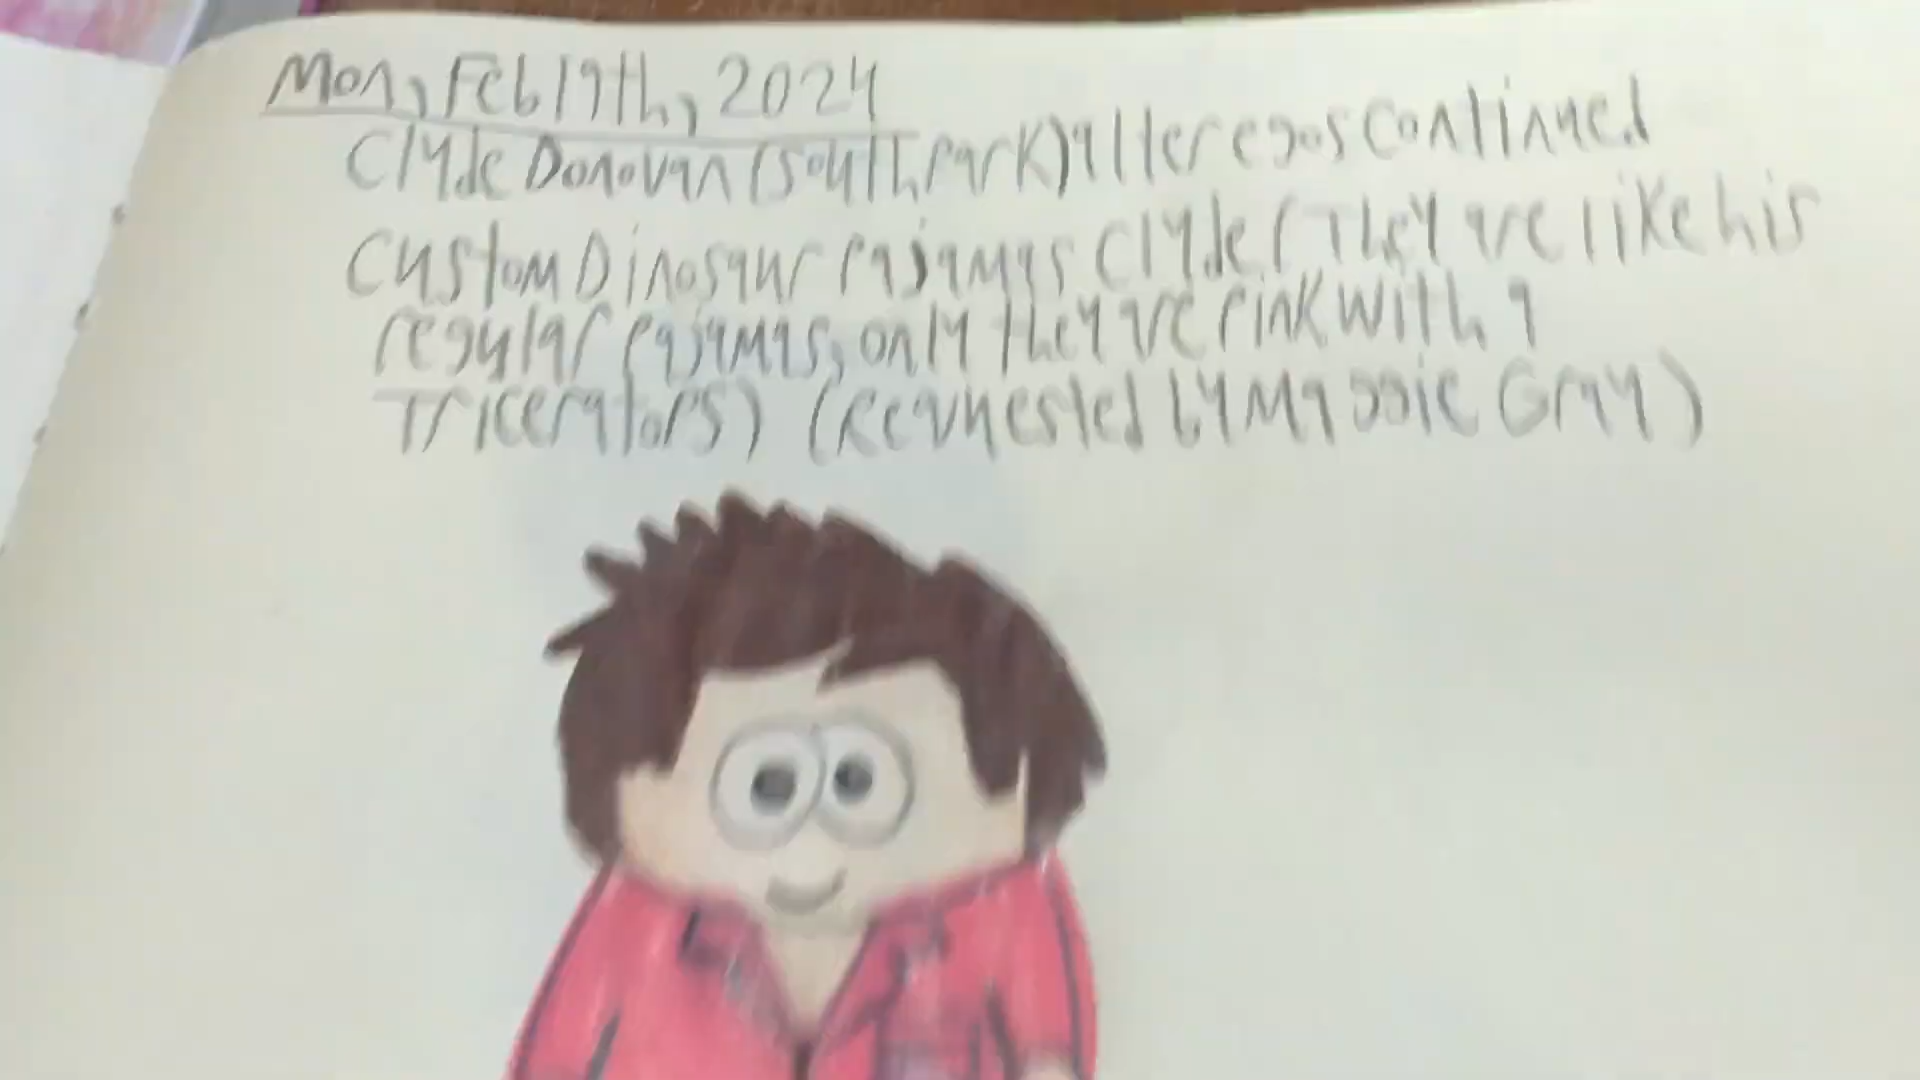 Mon, Feb 19th, 2024
Clyde Donovan (South Park) alter egos continued
Custom Dinosaur Pajamas Clyde (They are like his
regular pajamas, only they are pink with a
Triceratops) (Requested by Maggie Gray)